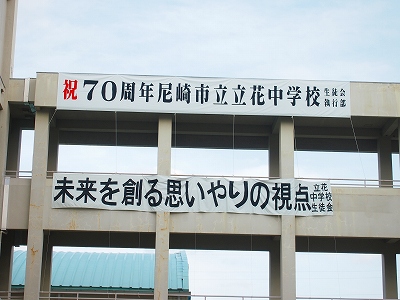 祝 70周年尼崎市立立花中学校 生徒会
執行部
未来を創る思いやりの視点 立花
中学校
生徒会